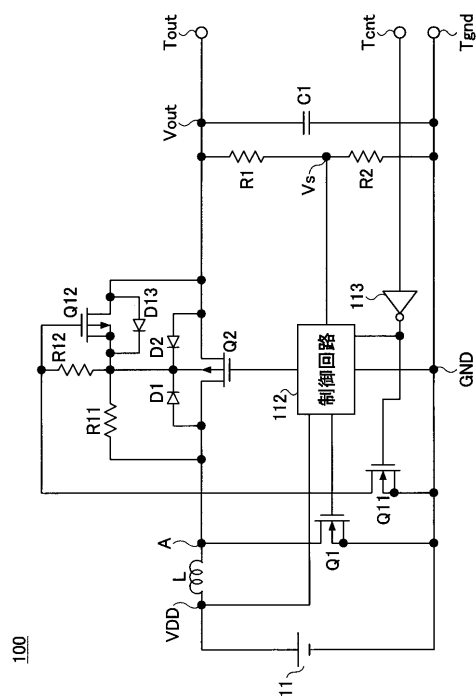 100
Tout
Tcnt
Tgnd
Vout
C1
R1
Vs
R2
Q12
D13
R12
D2
Q2
R11
D1
113
112
制御回路
GND
A
Q11
Q1
L
VDD
11